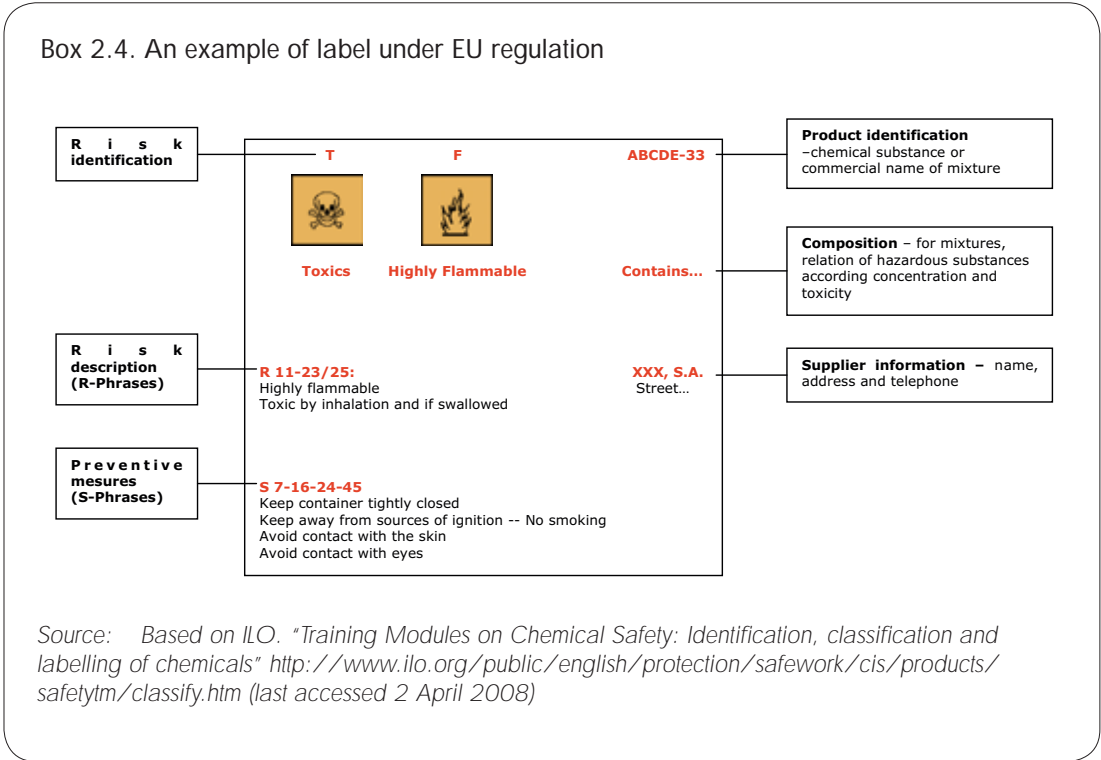 Box 2.4. An example of label under EU regulation
Risk
identification
T
F
ABCDE-33
Product identification
–chemical substance or
commercial name of mixture
Toxics
Highly Flammable
Contains...
Composition – for mixtures,
relation of hazardous substances
according concentration and
toxicity
Risk
description
(R-Phrases)
R 11-23/25:
Highly flammable
Toxic by inhalation and if swallowed
XXX, S.A.
Street...
Supplier information – name,
address and telephone
Preventive
mesures
(S-Phrases)
S 7-16-24-45
Keep container tightly closed
Keep away from sources of ignition -- No smoking
Avoid contact with the skin
Avoid contact with eyes
Source: Based on ILO. "Training Modules on Chemical Safety: Identification, classification and
labelling of chemicals" http://www.ilo.org/public/english/protection/safework/cis/products/
safetytm/classify.htm (last accessed 2 April 2008)